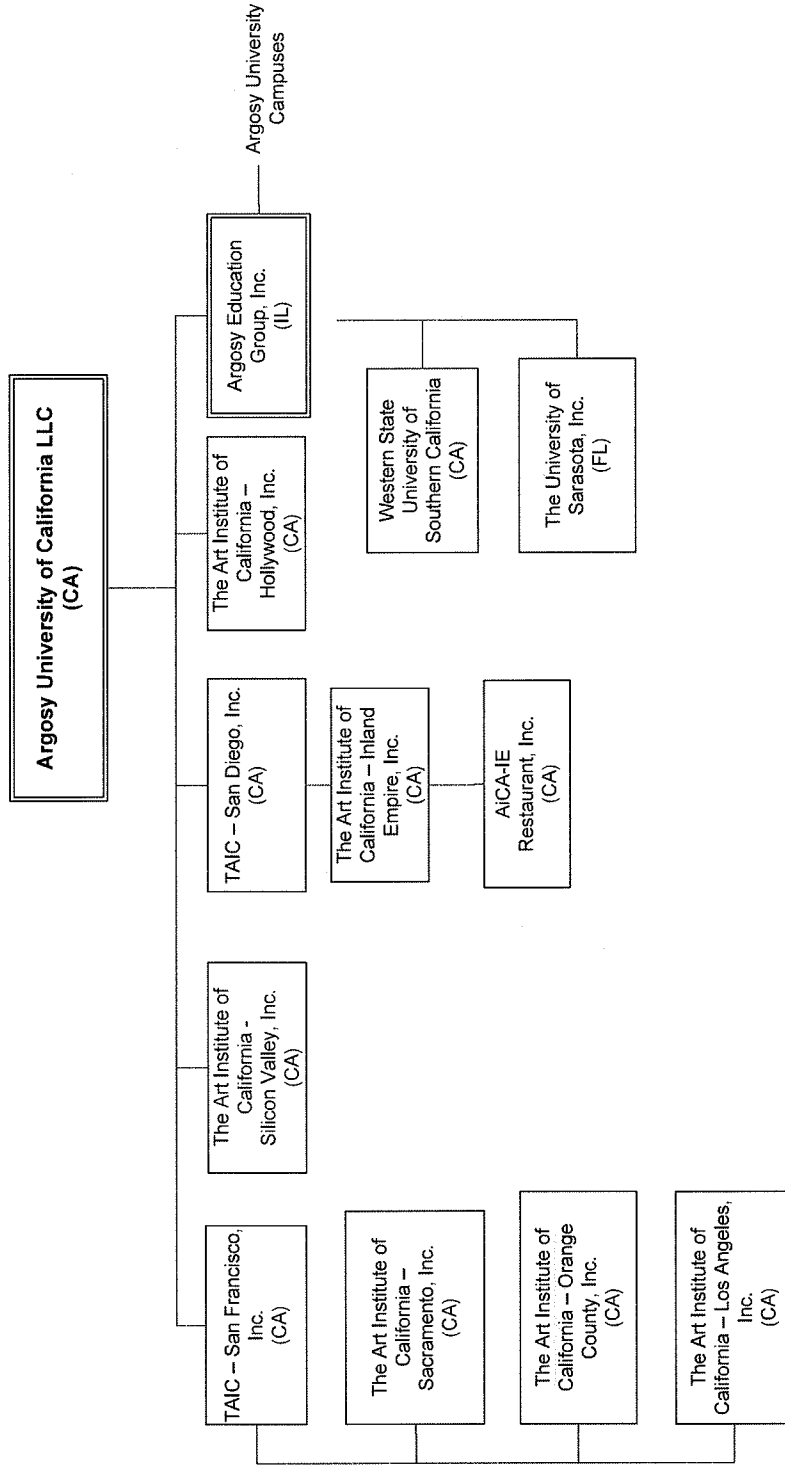 Argosy University of California LLC
(CA)
TAIC – San Francisco,
Inc.
(CA)
The Art Institute of
California –
Sacramento, Inc.
(CA)
The Art Institute of
California – Orange
County, Inc.
(CA)
The Art Institute of
California – Los Angeles,
Inc.
(CA)
The Art Institute of
California -
Silicon Valley, Inc.
(CA)
TAIC – San Diego, Inc.
(CA)
The Art Institute of
California – Inland
Empire, Inc.
(CA)
AiCA-IE
Restaurant, Inc.
(CA)
The Art Institute of
California –
Hollywood, Inc.
(CA)
Argosy Education
Group, Inc.
(IL)
Argosy University
Campuses
Western State
University of
Southern California
(CA)
The University of
Sarasota, Inc.
(FL)